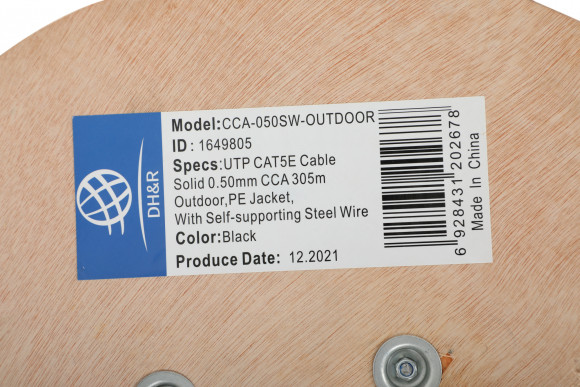 DH&R
Model:CCA-050SW-OUTDOOR
ID : 1649805
Specs:UTP CAT5E Cable
Solid 0.50mm CCA 305m
Outdoor,PE Jacket,
With Self-supporting Steel Wire
Color:Black
Produce Date: 12.2021
6 928431 202678
Made In China